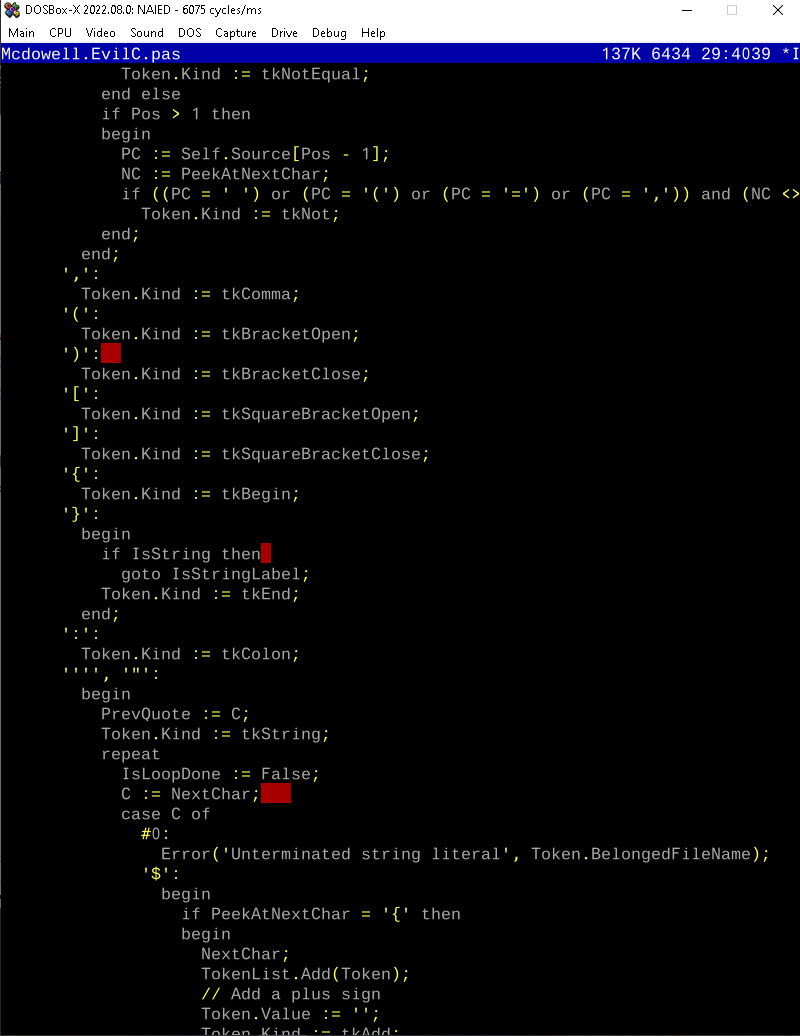 DOSBox-X 2022.08.0: NAIED - 6075 cycles/ms
Main CPU Video Sound DOS Capture Drive Debug Help
Mcdowell.EvilC.pas 137K 6434 29:4039 *I
Token.Kind := tkNotEqual;
end else
if Pos > 1 then
begin
PC := Self.Source[Pos - 1];
NC := PeekAtNextChar;
if ((PC = ' ') or (PC = '(') or (PC = '=') or (PC = ',')) and (NC <>
Token.Kind := tkNot;
end;
end;
',':
Token.Kind := tkComma;
'(':
Token.Kind := tkBracketOpen;
')':
Token.Kind := tkBracketClose;
'[':
Token.Kind := tkSquareBracketOpen;
']':
Token.Kind := tkSquareBracketClose;
'{':
Token.Kind := tkBegin;
'}':
begin
if IsString then
goto IsStringLabel;
Token.Kind := tkEnd;
end;
':':
Token.Kind := tkColon;
'''', '"':
begin
PrevQuote := C;
Token.Kind := tkString;
repeat
IsLoopDone := False;
C := NextChar;
case C of
#0:
Error('Unterminated string literal', Token.BelongedFileName);
'$':
begin
if PeekAtNextChar = '{' then
begin
NextChar;
TokenList.Add(Token);
// Add a plus sign
Token.Value := '';
Token.Kind := tkAdd;